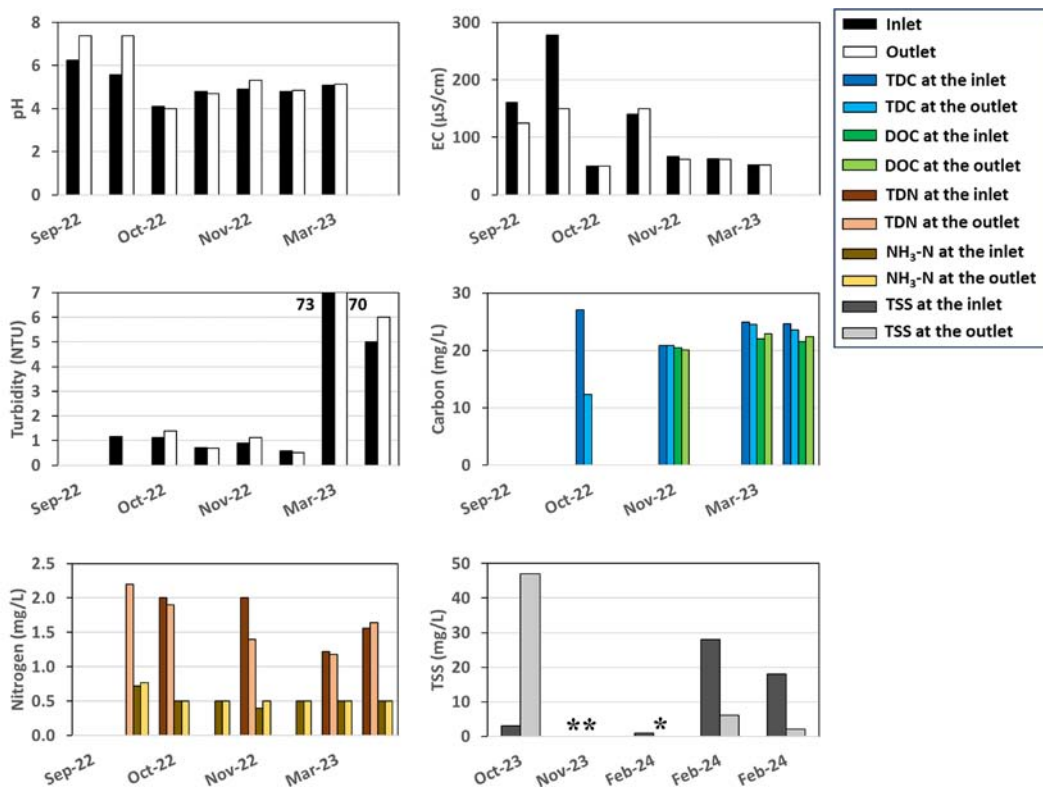 8
6
4
2
0
pH
Sep-22
Oct-22
Nov-22
Mar-23
300
200
100
0
EC (µS/cm)
Sep-22
Oct-22
Nov-22
Mar-23
Inlet
Outlet
TDC at the inlet
TDC at the outlet
DOC at the inlet
DOC at the outlet
TDN at the inlet
TDN at the outlet
NH₃-N at the inlet
NH₃-N at the outlet
TSS at the inlet
TSS at the outlet
7
6
5
4
3
2
1
0
Turbidity (NTU)
73
70
Sep-22
Oct-22
Nov-22
Mar-23
30
20
10
0
Carbon (mg/L)
Sep-22
Oct-22
Nov-22
Mar-23
2.5
2.0
1.5
1.0
0.5
0.0
Nitrogen (mg/L)
Sep-22
Oct-22
Nov-22
Mar-23
50
40
30
20
10
0
TSS (mg/L)
**
*
Oct-23
Nov-23
Feb-24
Feb-24
Feb-24